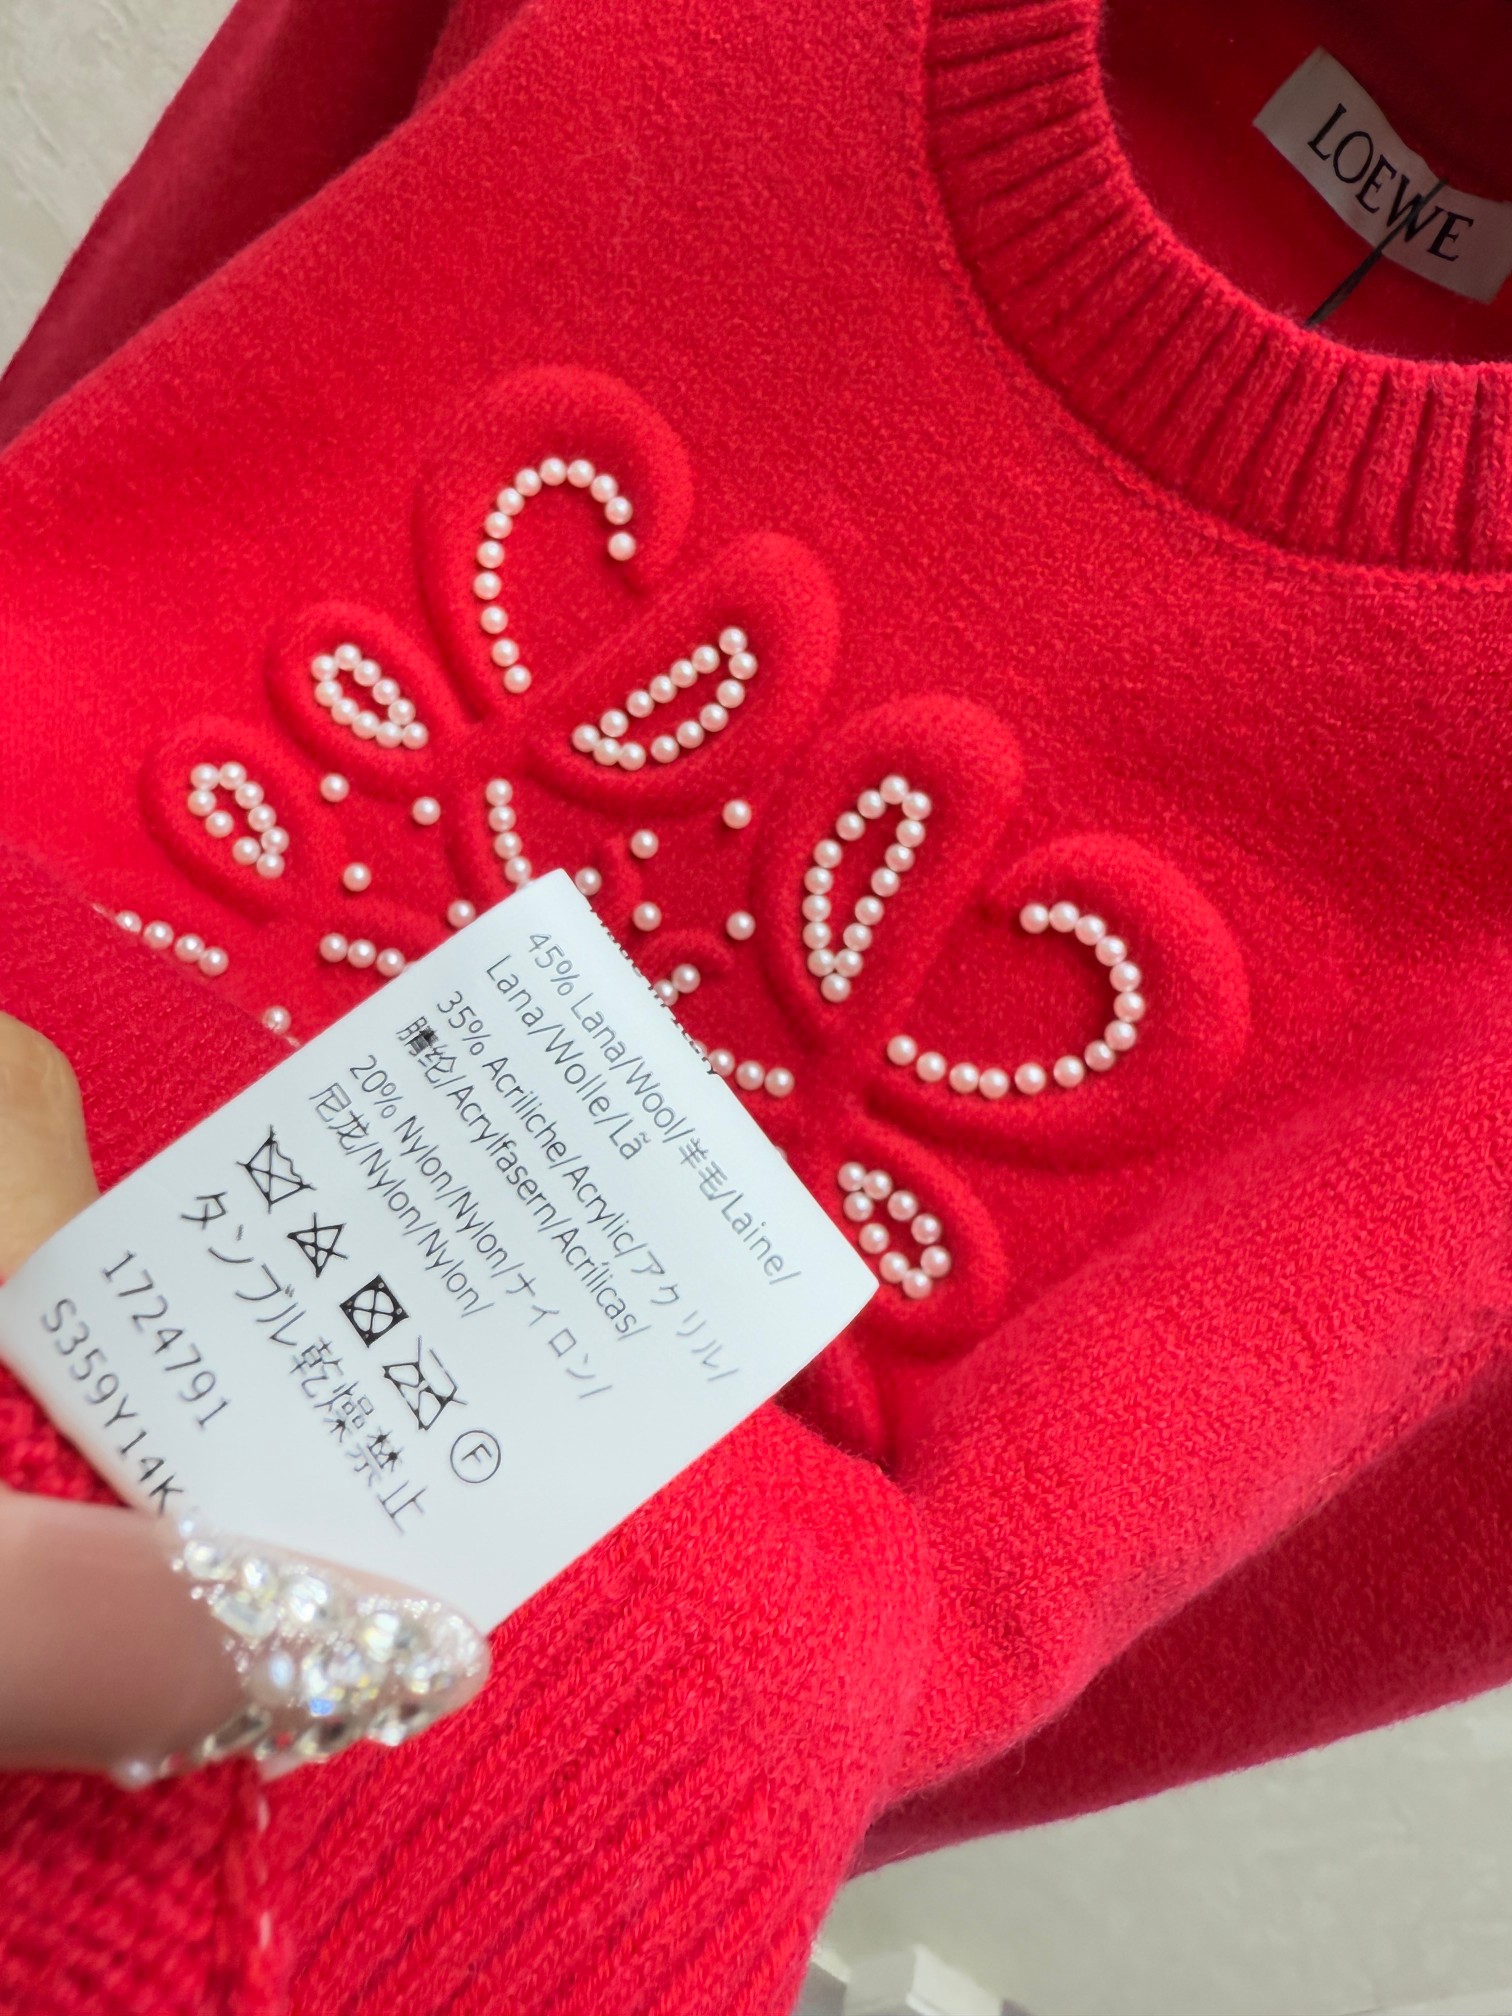 LOEWE
45% Lana/Wool/羊毛/Laine/
Lana/Wolle/Lã
35% Acriliche/Acrylic/アクリル/
腈纶/Acrylfasern/Acrílicas/
20% Nylon/Nylon/ナイロン/
尼龙/Nylon/Nylon/
F
タンブル乾燥禁止
1724791
S359Y14K